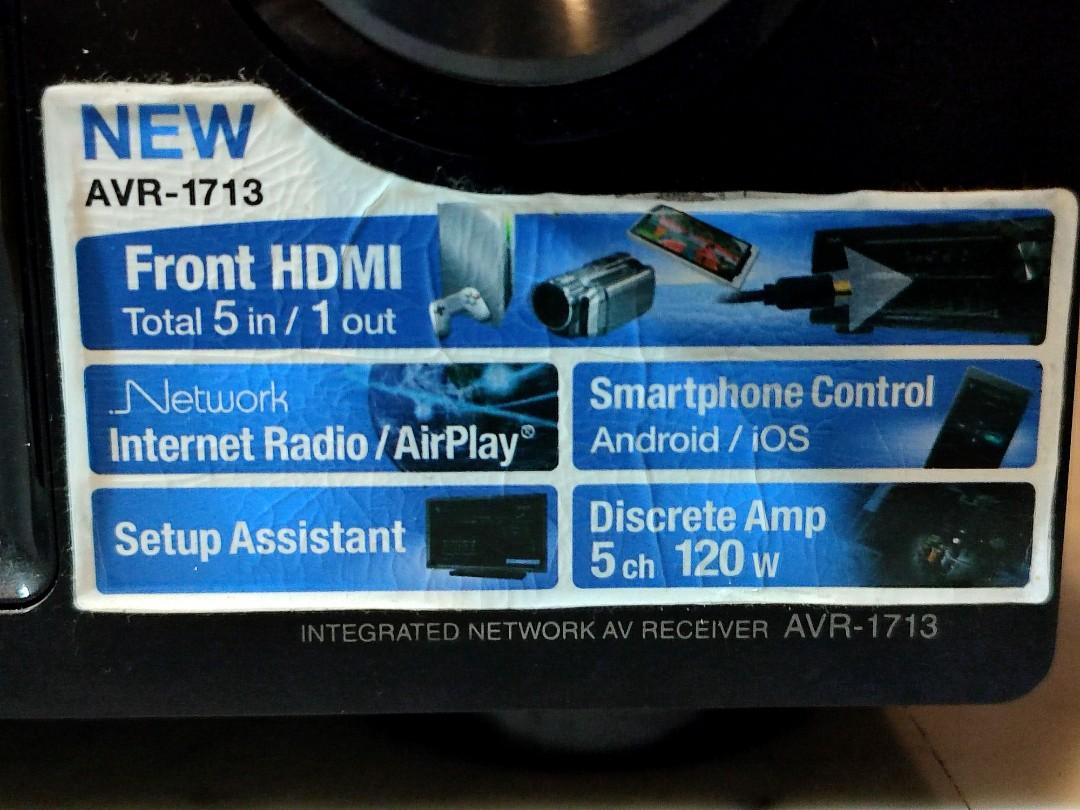 NEW
AVR-1713
Front HDMI
Total 5 in / 1 out
Network
Internet Radio / AirPlay®
Smartphone Control
Android / iOS
Setup Assistant
Discrete Amp
5 ch 120 W
INTEGRATED NETWORK AV RECEIVER AVR-1713